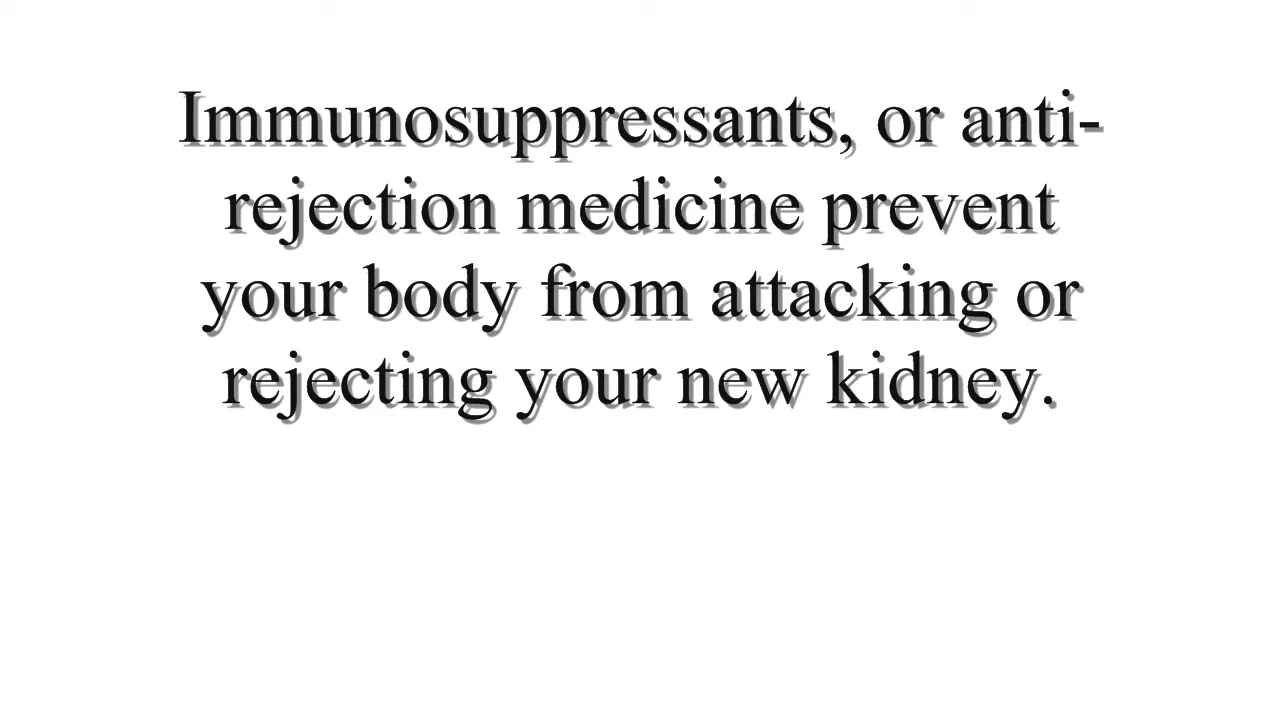 Immunosuppressants, or anti-
rejection medicine prevent
your body from attacking or
rejecting your new kidney.